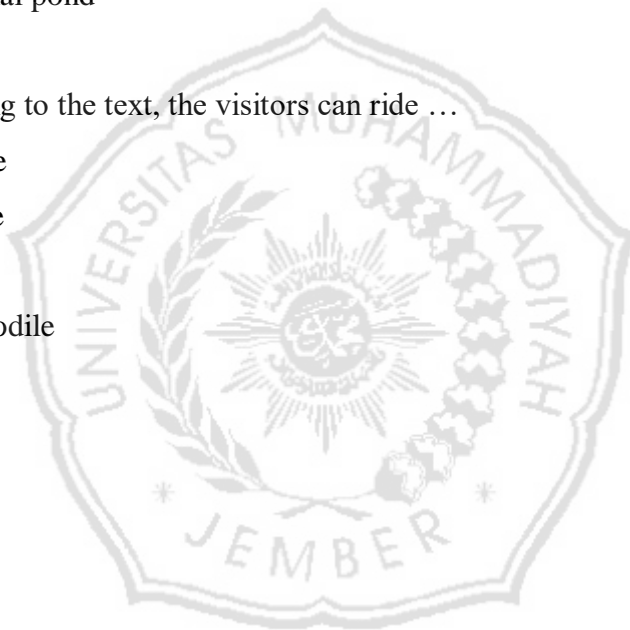 al pond
g to the text, the visitors can ride …
e
e
odile
UNIVERSITAS MUHAMMADIYAH
* JEMBER *